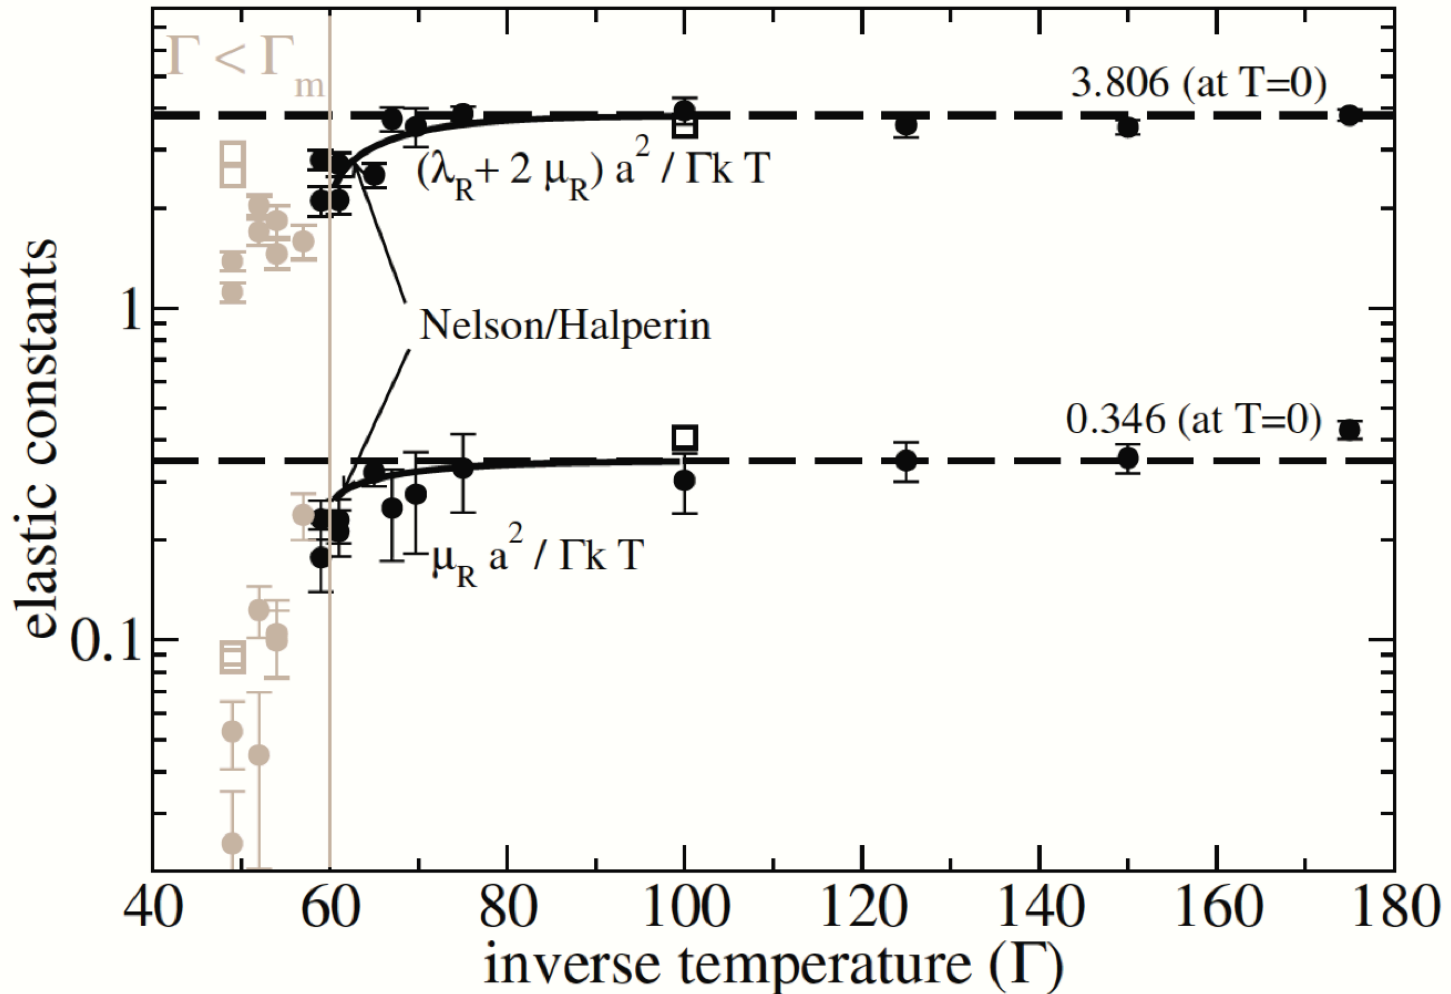 Γ < Γm
3.806 (at T=0)
(λR+ 2 μR) a2 / Γk T
Nelson/Halperin
0.346 (at T=0)
μR a2 / Γk T
elastic constants
1
0.1
40 60 80 100 120 140 160 180
inverse temperature (Γ)